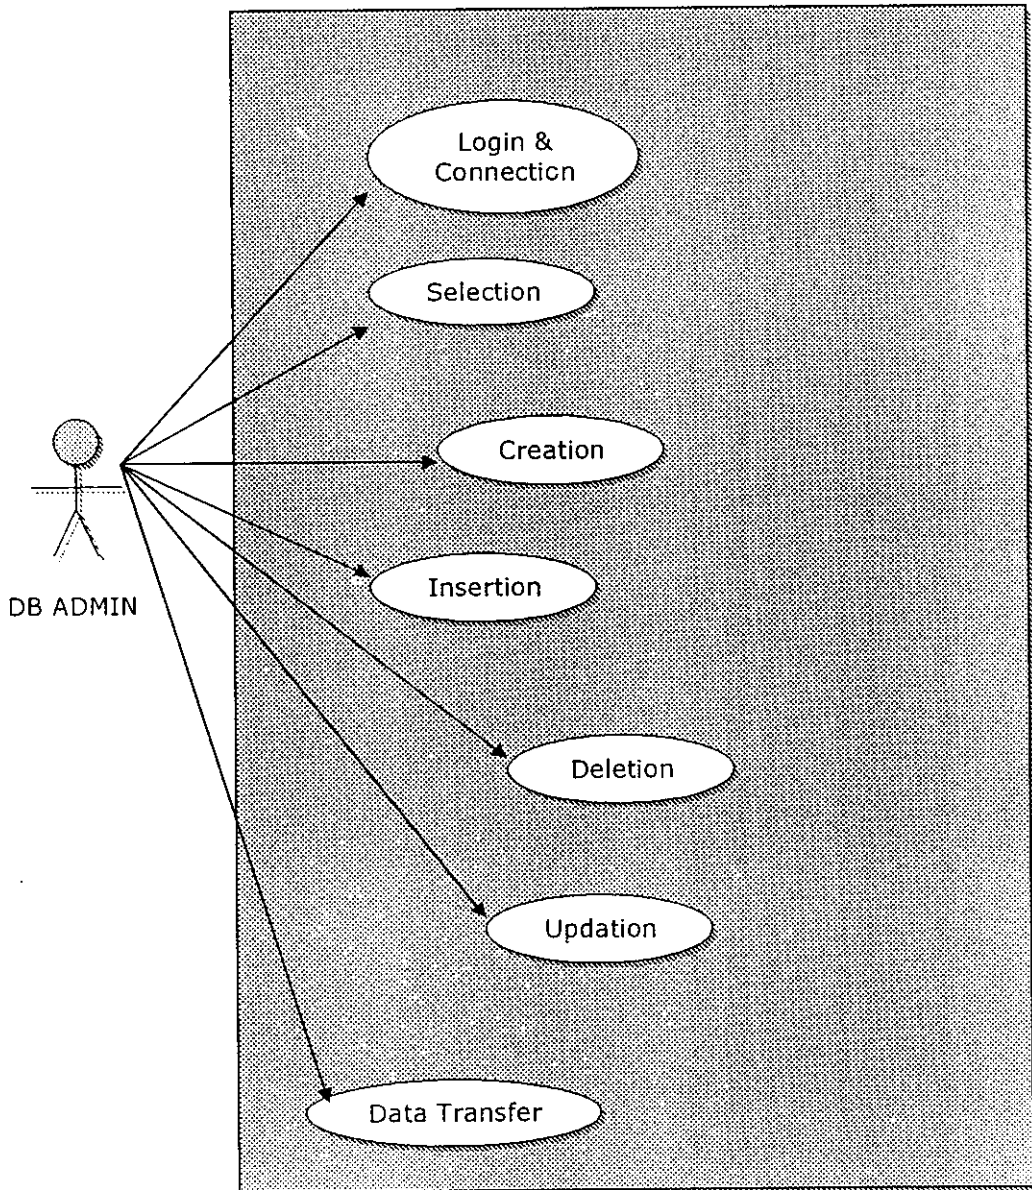 Login &
Connection
Selection
Creation
Insertion
DB ADMIN
Deletion
Updation
Data Transfer